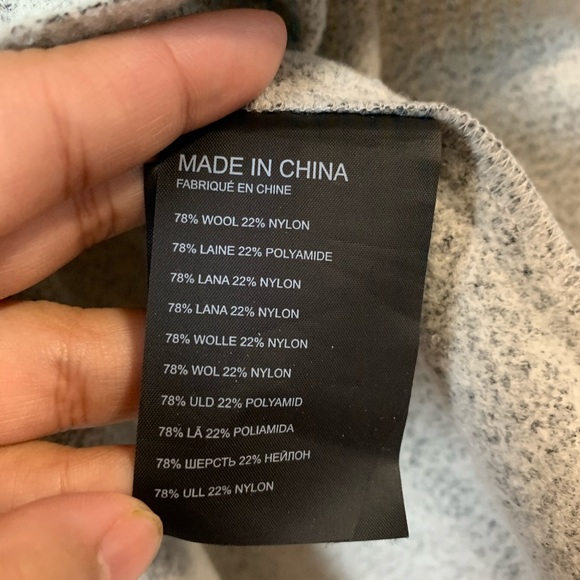 MADE IN CHINA
FABRIQUÉ EN CHINE
78% WOOL 22% NYLON
78% LAINE 22% POLYAMIDE
78% LANA 22% NYLON
78% LANA 22% NYLON
78% WOLLE 22% NYLON
78% WOL 22% NYLON
78% ULD 22% POLYAMID
78% LÃ 22% POLIAMIDA
78% ШЕРСТЬ 22% НЕЙЛОН
78% ULL 22% NYLON